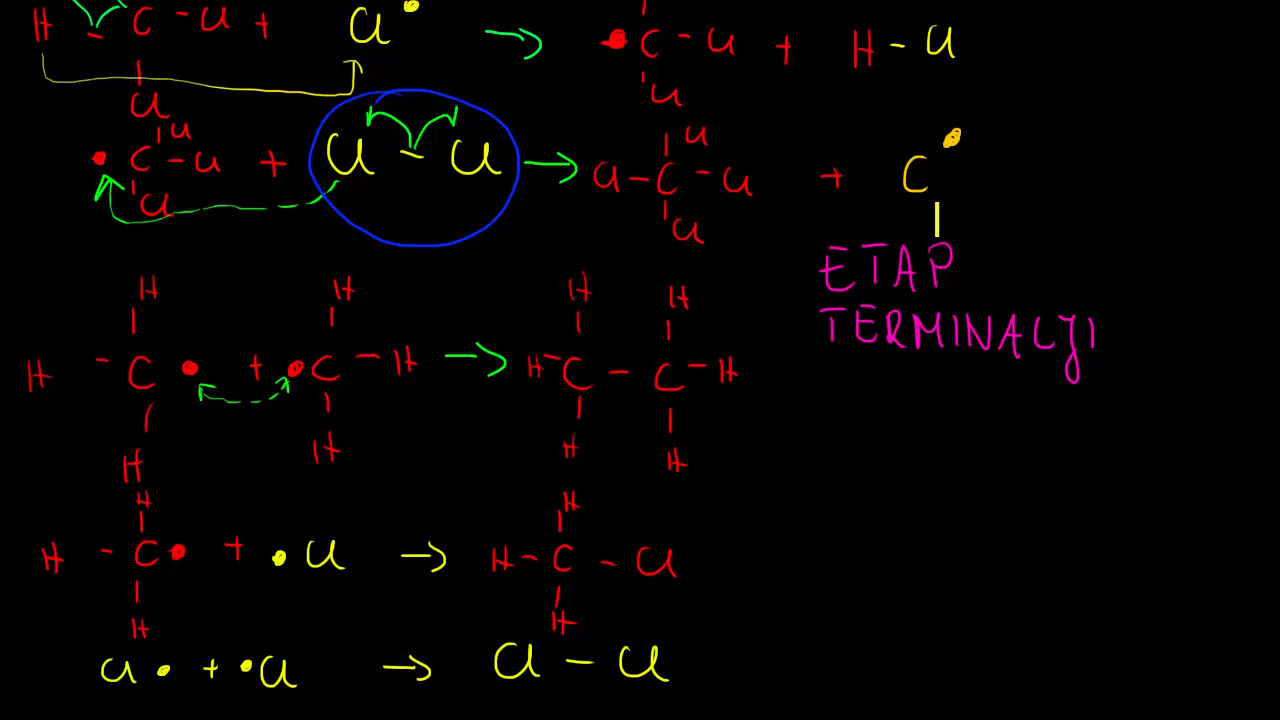 H - C - Cl + Cl• → •C - Cl + H - Cl
Cl Cl
•C - Cl + Cl - Cl → Cl - C - Cl + C•
Cl Cl
Cl Cl
ETAP
TERMINACJI
H H H H
H - C• + •C - H → H - C - C - H
H H H H
H H
H - C• + •Cl → H - C - Cl
H H
Cl• + •Cl → Cl - Cl